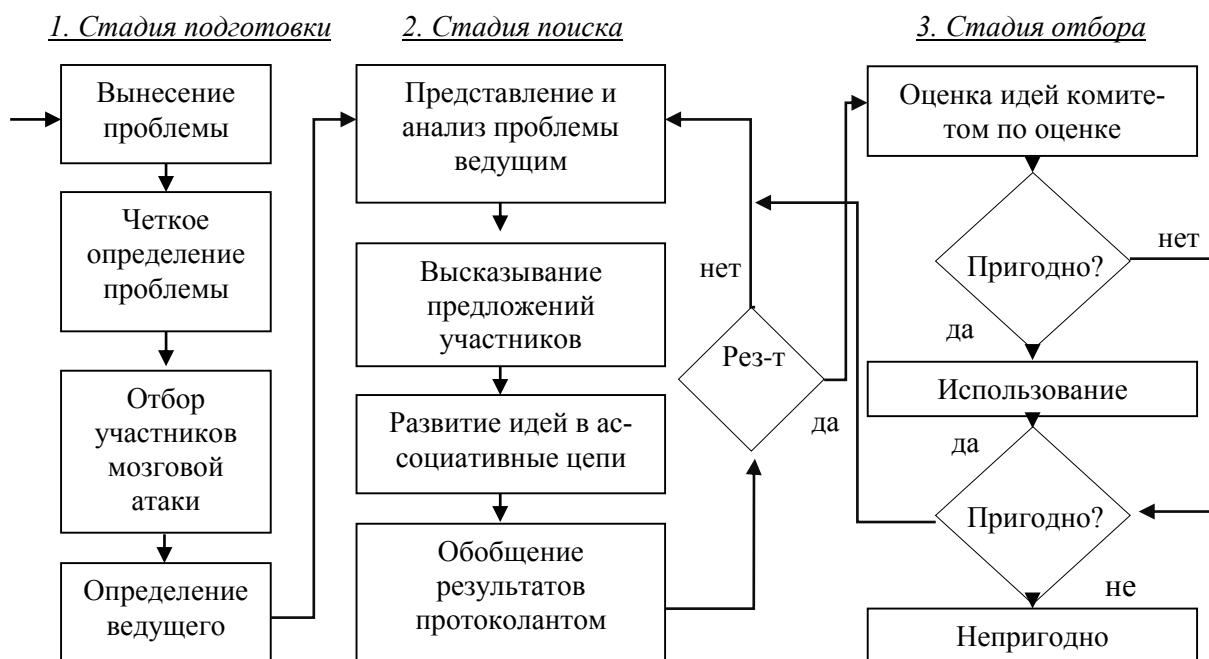 1. Стадия подготовки
Вынесение
проблемы
Четкое
определение
проблемы
Отбор
участников
мозговой
атаки
Определение
ведущего
2. Стадия поиска
Представление и
анализ проблемы
ведущим
Высказывание
предложений
участников
Развитие идей в ас-
социативные цепи
Обобщение
результатов
протоколантом
нет
Рез-т
да
3. Стадия отбора
Оценка идей комите-
том по оценке
Пригодно?
нет
да
Использование
да
Пригодно?
не
Непригодно